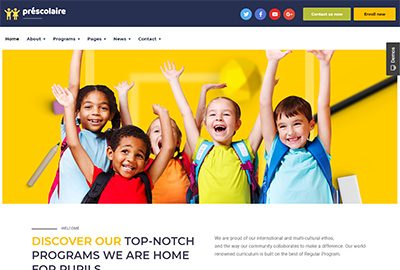 préscolaire
Contact us now
Enroll now
Home About Programs Pages News Contact
Demos
WELCOME
DISCOVER OUR TOP-NOTCH
PROGRAMS WE ARE HOME
FOR PUPILS
We are proud of our international and multi-cultural ethos,
and the way our community collaborates to make a difference. Our world
renowned curriculum is built on the best of Regular Program.